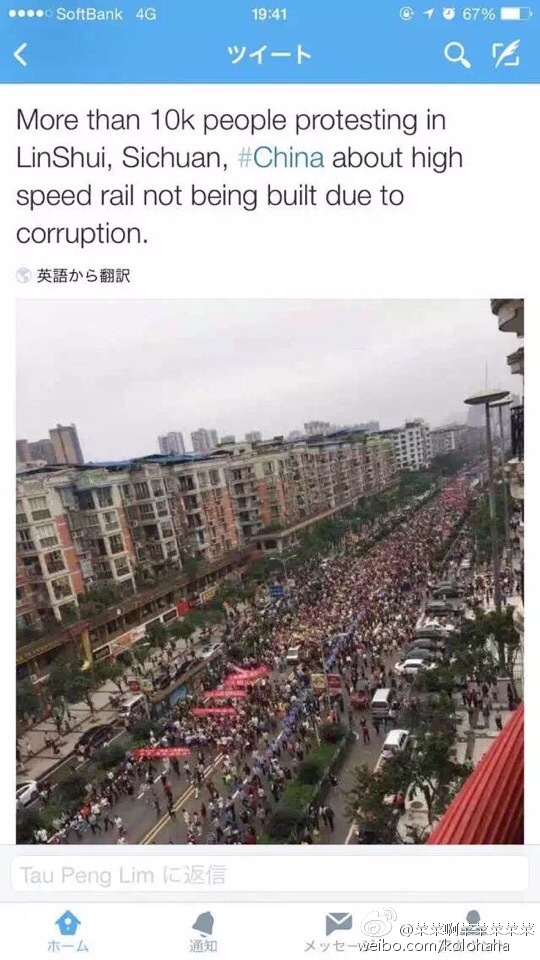 SoftBank 4G 19:41 67%
ツイート
More than 10k people protesting in
LinShui, Sichuan, #China about high
speed rail not being built due to
corruption.
英語から翻訳
Tau Peng Lim に返信
ホーム 通知 メッセージ
weibo.com/kolohaha